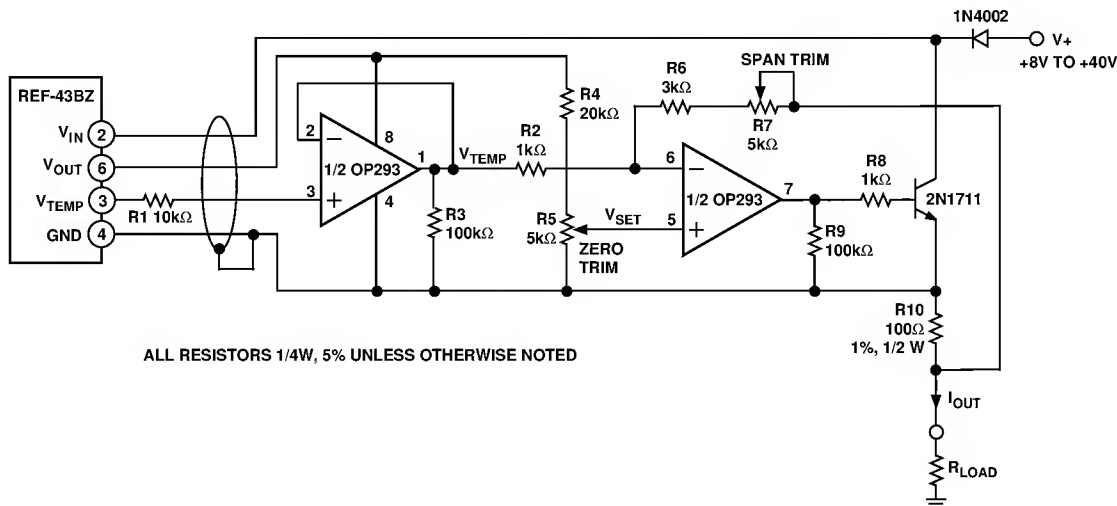 1N4002
V+
+8V TO +40V
SPAN TRIM
REF-43BZ
R6
3kΩ
R7
5kΩ
R4
20kΩ
VIN 2
VOUT 6
VTEMP 3
GND 4
R1 10kΩ
2
8
1/2 OP293
1
3
4
VTEMP
R2
1kΩ
R3
100kΩ
R5
5kΩ
VSET
ZERO
TRIM
6
1/2 OP293
7
5
R8
1kΩ
2N1711
R9
100kΩ
R10
100Ω
1%, 1/2 W
ALL RESISTORS 1/4W, 5% UNLESS OTHERWISE NOTED
IOUT
RLOAD